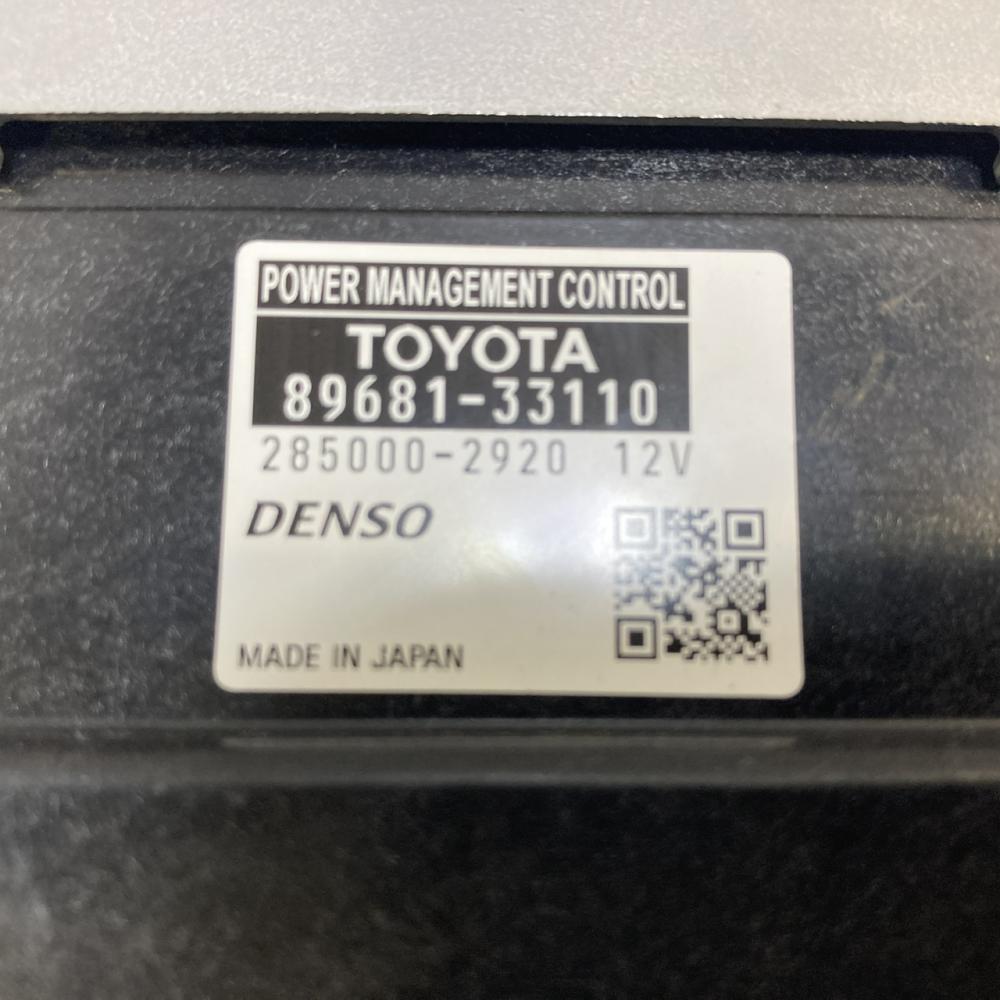 POWER MANAGEMENT CONTROL
TOYOTA
89681-33110
285000-2920 12V
DENSO
MADE IN JAPAN